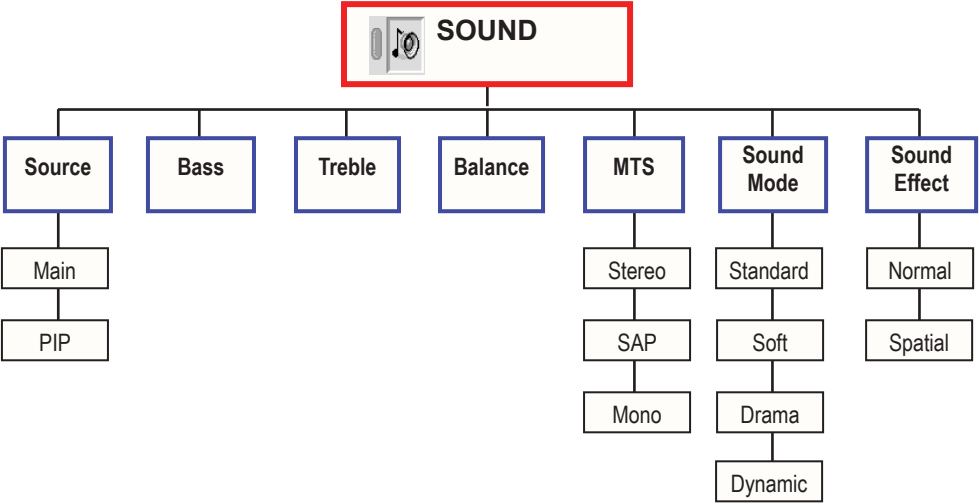 SOUND
Source
Bass
Treble
Balance
MTS
Sound
Mode
Sound
Effect
Main
Stereo
Standard
Normal
PIP
SAP
Soft
Spatial
Mono
Drama
Dynamic